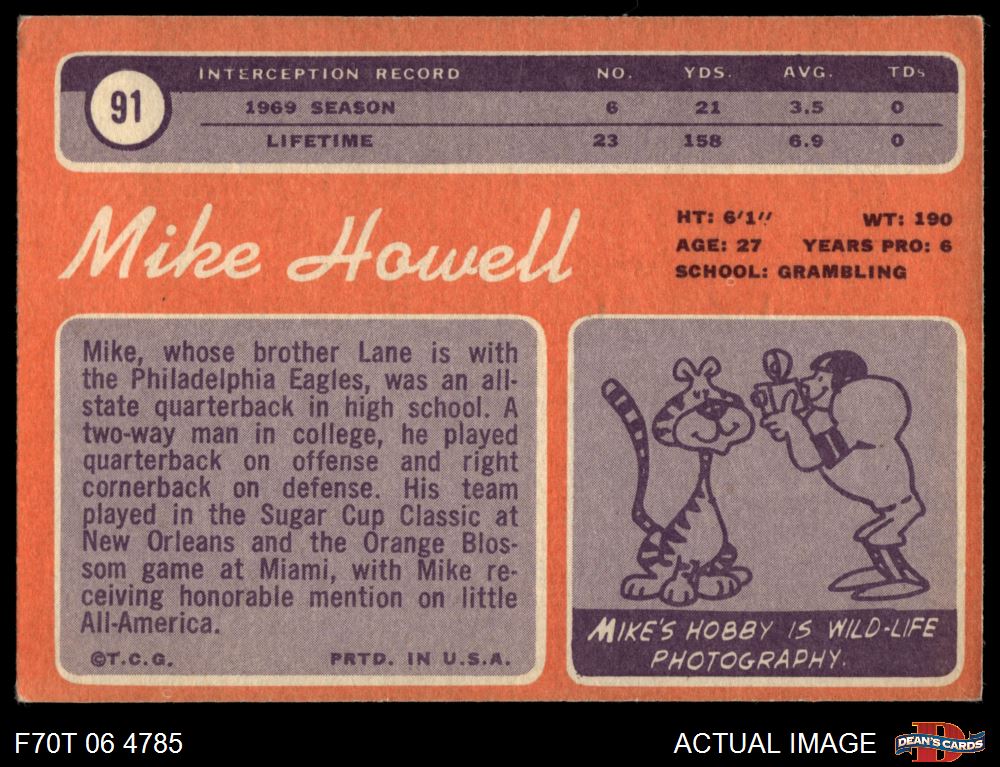 91
INTERCEPTION RECORD NO. YDS. AVG. TDs
1969 SEASON 6 21 3.5 0
LIFETIME 23 158 6.9 0
Mike Howell
HT: 6'1" WT: 190
AGE: 27 YEARS PRO: 6
SCHOOL: GRAMBLING
Mike, whose brother Lane is with
the Philadelphia Eagles, was an all-
state quarterback in high school. A
two-way man in college, he played
quarterback on offense and right
cornerback on defense. His team
played in the Sugar Cup Classic at
New Orleans and the Orange Blos-
som game at Miami, with Mike re-
ceiving honorable mention on little
All-America.
©T.C.G. PRTD. IN U.S.A.
MIKE'S HOBBY IS WILD-LIFE
PHOTOGRAPHY.
F70T 06 4785
ACTUAL IMAGE
D
DEAN'S CARDS